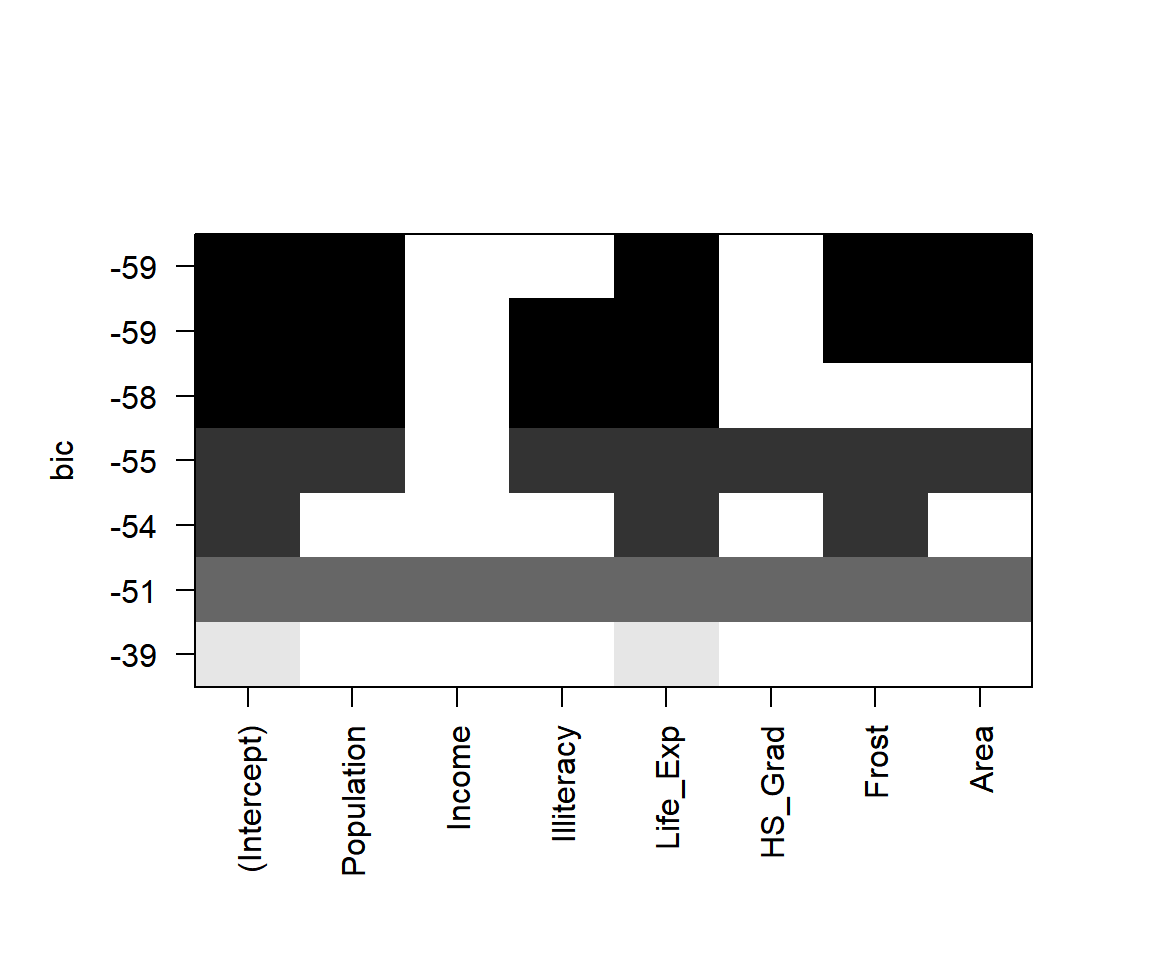 bic
-59
-59
-58
-55
-54
-51
-39
(Intercept)
Population
Income
Illiteracy
Life_Exp
HS_Grad
Frost
Area